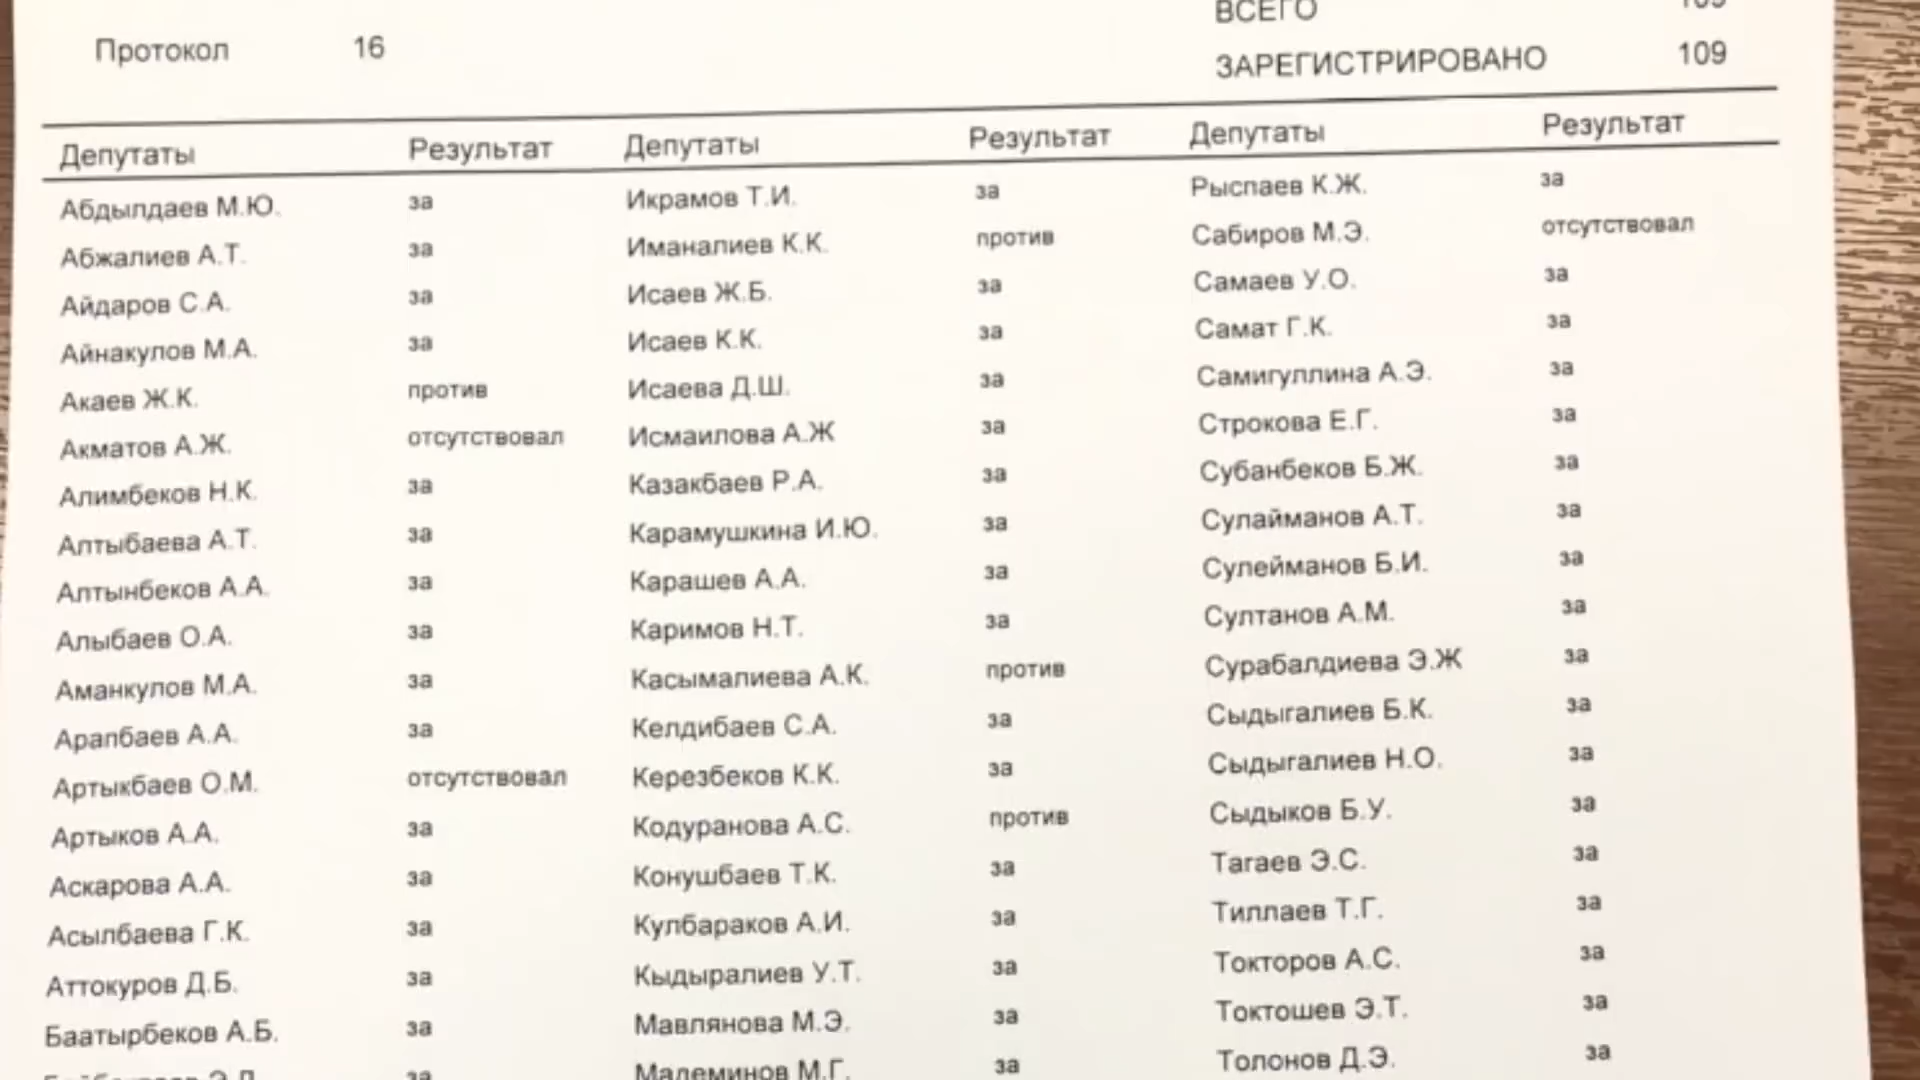 ВСЕГО 109
Протокол 16 ЗАРЕГИСТРИРОВАНО 109
Депутаты Результат Депутаты Результат Депутаты Результат
Абдылдаев М.Ю. за Икрамов Т.И. за Рыспаев К.Ж. за
Абжалиев А.Т. за Иманалиев К.К. против Сабиров М.Э. отсутствовал
Айдаров С.А. за Исаев Ж.Б. за Самаев У.О. за
Айнакулов М.А. за Исаев К.К. за Самат Г.К. за
Акаев Ж.К. против Исаева Д.Ш. за Самигуллина А.Э. за
Акматов А.Ж. отсутствовал Исмаилова А.Ж за Строкова Е.Г. за
Алимбеков Н.К. за Казакбаев Р.А. за Субанбеков Б.Ж. за
Алтыбаева А.Т. за Карамушкина И.Ю. за Сулайманов А.Т. за
Алтынбеков А.А. за Карашев А.А. за Сулейманов Б.И. за
Алыбаев О.А. за Каримов Н.Т. за Султанов А.М. за
Аманкулов М.А. за Касымалиева А.К. против Сурабалдиева Э.Ж за
Арапбаев А.А. за Келдибаев С.А. за Сыдыгалиев Б.К. за
Артыкбаев О.М. отсутствовал Керезбеков К.К. за Сыдыгалиев Н.О. за
Артыков А.А. за Кодуранова А.С. против Сыдыков Б.У. за
Аскарова А.А. за Конушбаев Т.К. за Тагаев Э.С. за
Асылбаева Г.К. за Кулбараков А.И. за Тиллаев Т.Г. за
Аттокуров Д.Б. за Кыдыралиев У.Т. за Токторов А.С. за
Баатырбеков А.Б. за Мавлянова М.Э. за Токтошев Э.Т. за
за Мадеминов М.Г. за Толонов Д.Э. за